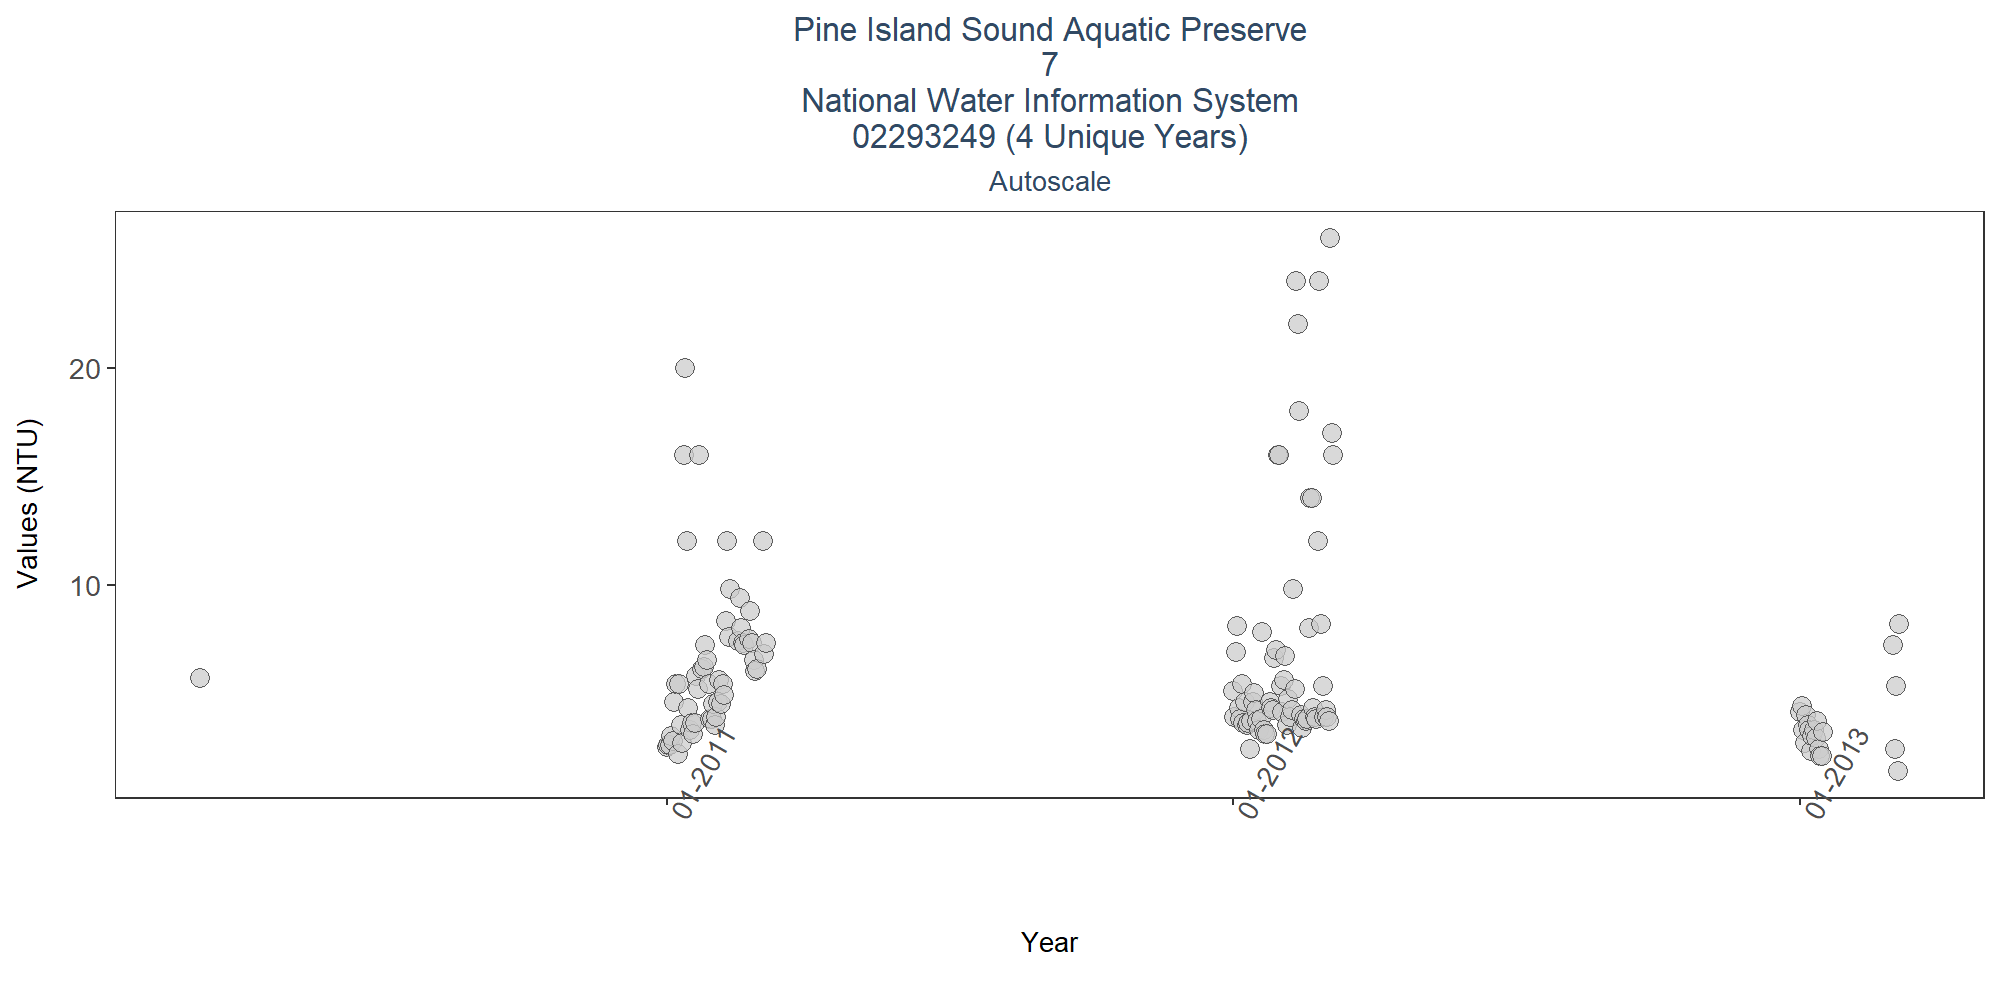 Pine Island Sound Aquatic Preserve
7
National Water Information System
02293249 (4 Unique Years)
Autoscale
Values (NTU)
20
10
01-2011
01-2012
01-2013
Year